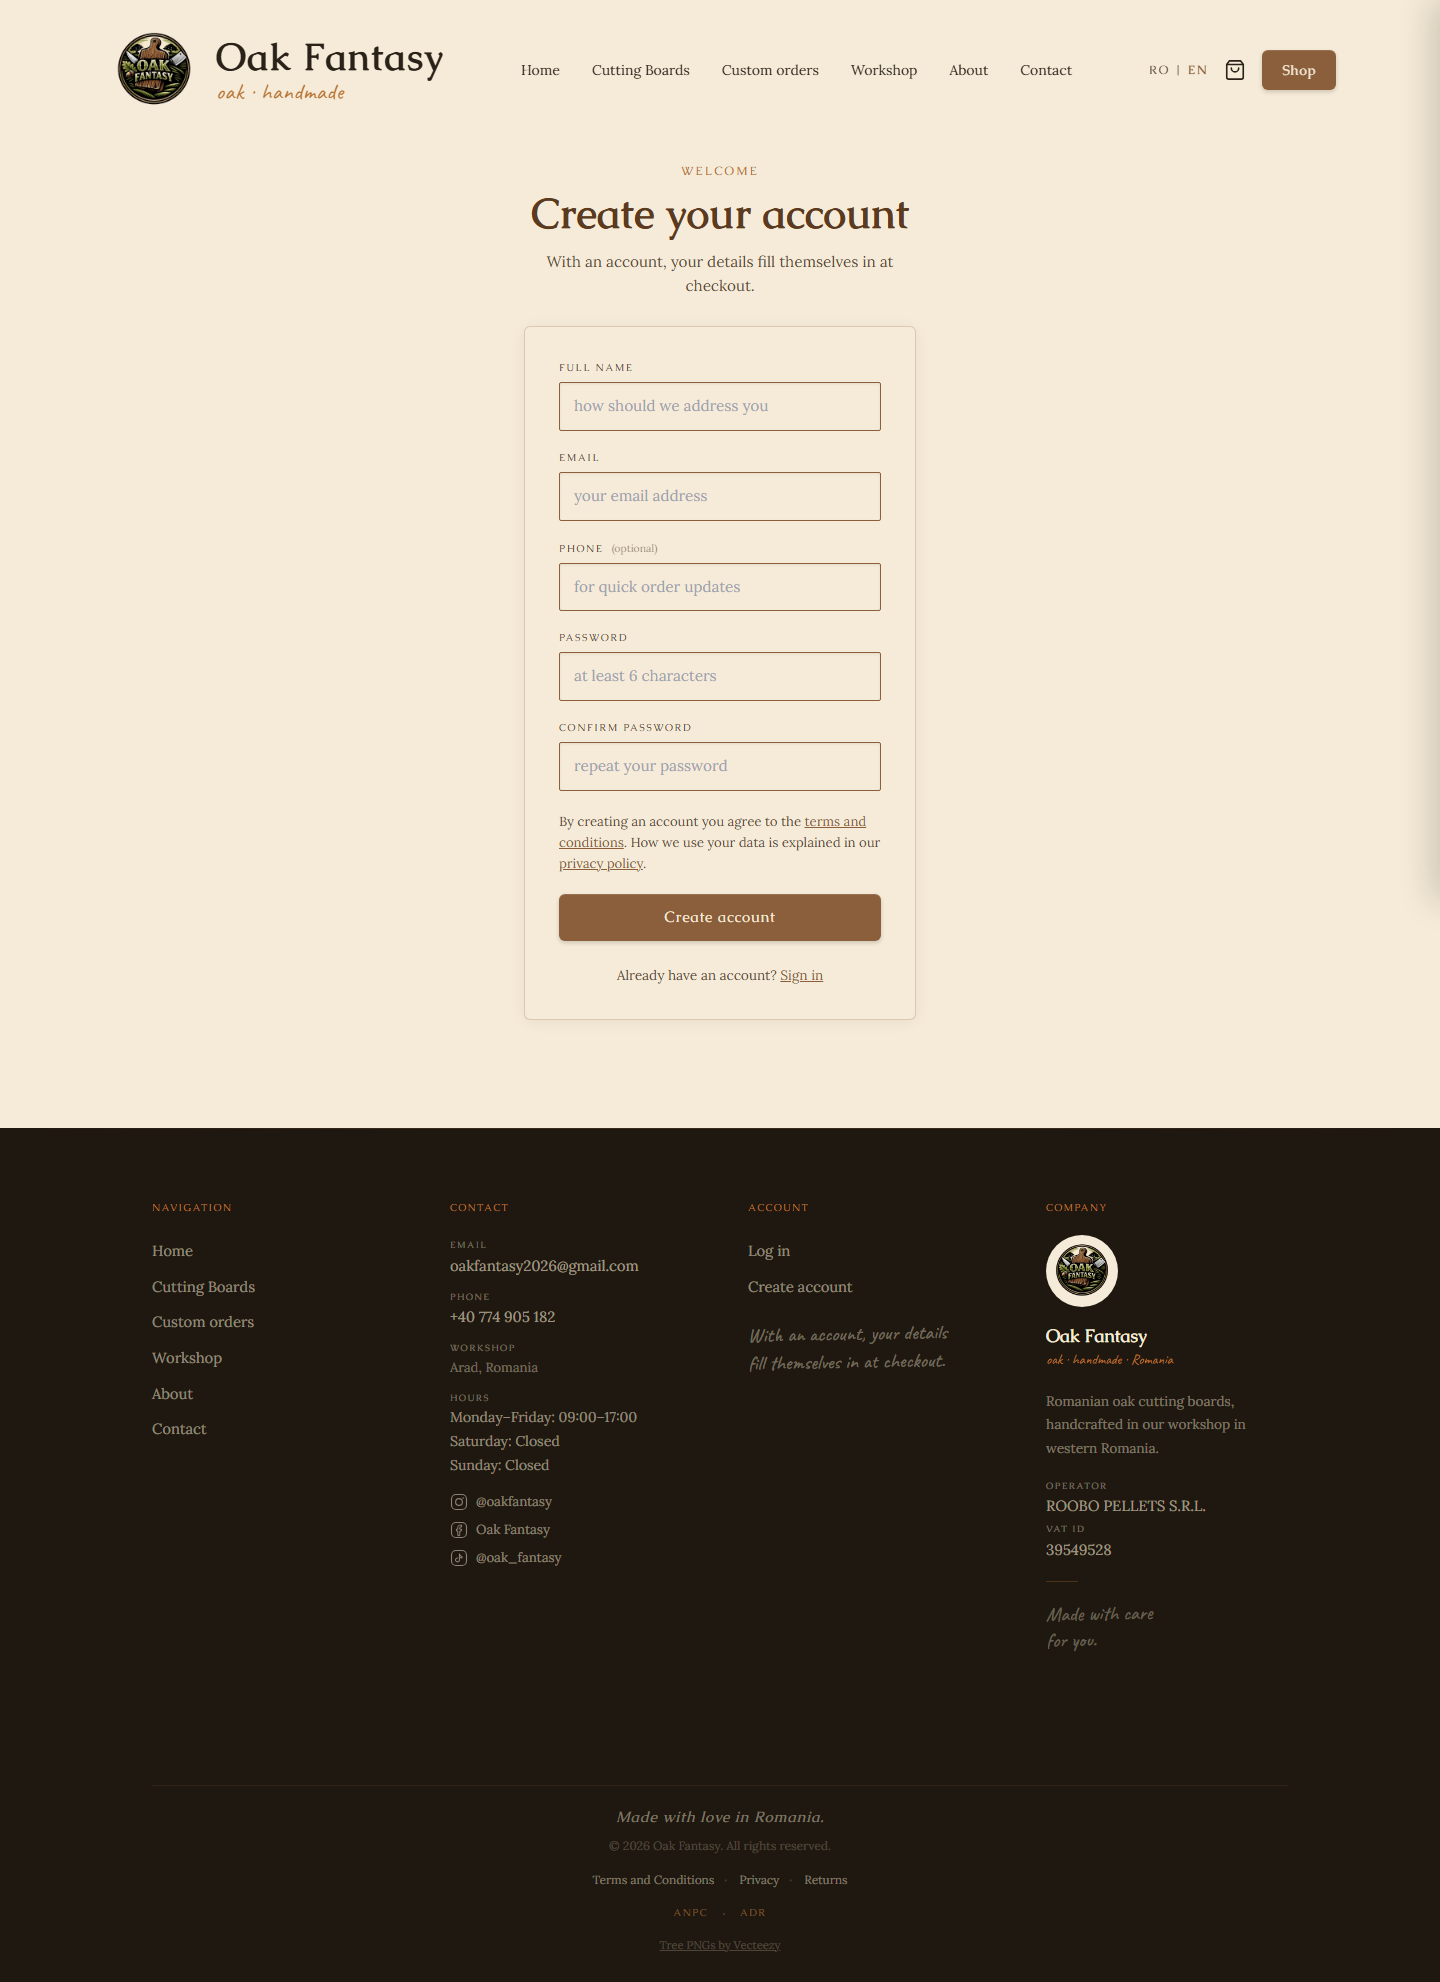 OAK
FANTASY
Oak Fantasy
oak · handmade
Home
Cutting Boards
Custom orders
Workshop
About
Contact
RO | EN
Shop
WELCOME
Create your account
With an account, your details fill themselves in at
checkout.
FULL NAME
how should we address you
EMAIL
your email address
PHONE (optional)
for quick order updates
PASSWORD
at least 6 characters
CONFIRM PASSWORD
repeat your password
By creating an account you agree to the terms and
conditions. How we use your data is explained in our
privacy policy.
Create account
Already have an account? Sign in
NAVIGATION
Home
Cutting Boards
Custom orders
Workshop
About
Contact
CONTACT
EMAIL
oakfantasy2026@gmail.com
PHONE
+40 774 905 182
WORKSHOP
Arad, Romania
HOURS
Monday–Friday: 09:00–17:00
Saturday: Closed
Sunday: Closed
@oakfantasy
Oak Fantasy
@oak_fantasy
ACCOUNT
Log in
Create account
With an account, your details
fill themselves in at checkout.
COMPANY
OAK
FANTASY
Oak Fantasy
oak · handmade · Romania
Romanian oak cutting boards,
handcrafted in our workshop in
western Romania.
OPERATOR
ROOBO PELLETS S.R.L.
VAT ID
39549528
Made with care
for you.
Made with love in Romania.
© 2026 Oak Fantasy. All rights reserved.
Terms and Conditions · Privacy · Returns
ANPC · ADR
Tree PNGs by Vecteezy